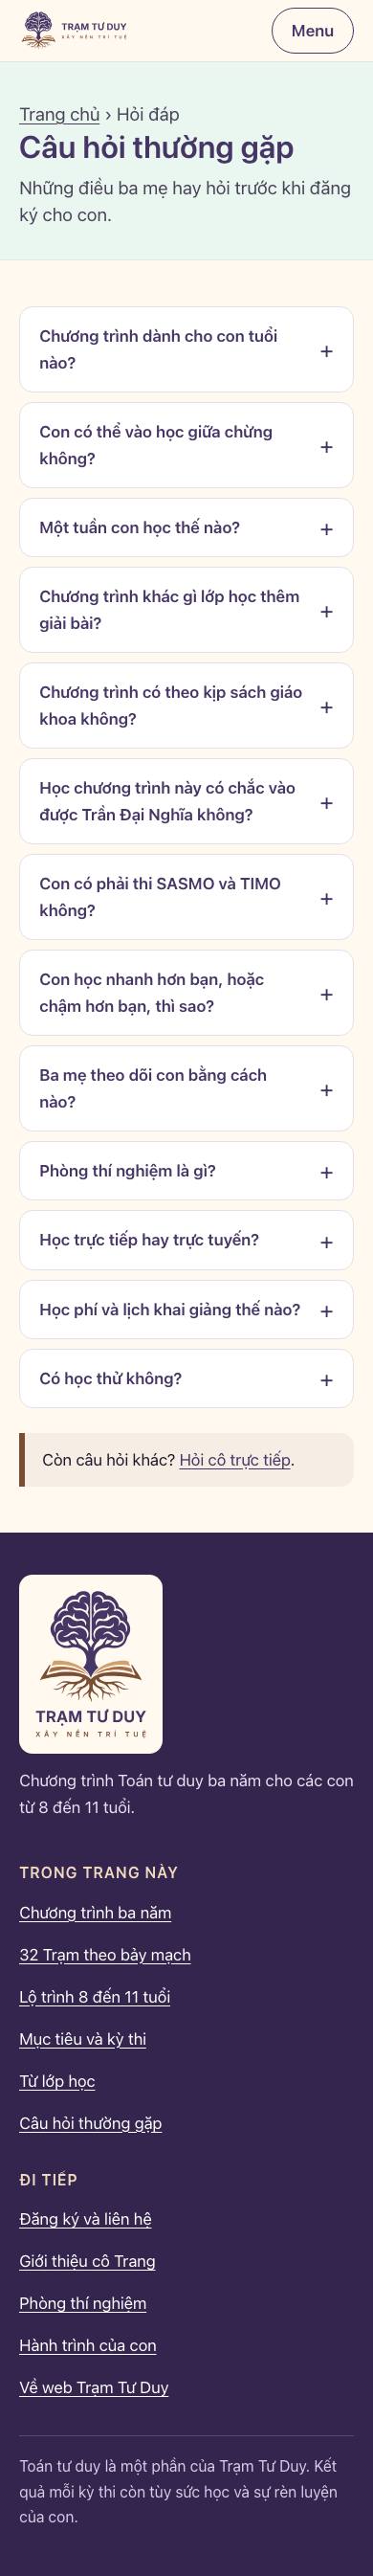 TRẠM TƯ DUY
XÂY NỀN TRÍ TUỆ
Menu
Trang chủ › Hỏi đáp
Câu hỏi thường gặp
Những điều ba mẹ hay hỏi trước khi đăng
ký cho con.
Chương trình dành cho con tuổi
nào?
+
Con có thể vào học giữa chừng
không?
+
Một tuần con học thế nào?
+
Chương trình khác gì lớp học thêm
giải bài?
+
Chương trình có theo kịp sách giáo
khoa không?
+
Học chương trình này có chắc vào
được Trần Đại Nghĩa không?
+
Con có phải thi SASMO và TIMO
không?
+
Con học nhanh hơn bạn, hoặc
chậm hơn bạn, thì sao?
+
Ba mẹ theo dõi con bằng cách
nào?
+
Phòng thí nghiệm là gì?
+
Học trực tiếp hay trực tuyến?
+
Học phí và lịch khai giảng thế nào?
+
Có học thử không?
+
Còn câu hỏi khác? Hỏi cô trực tiếp.
TRẠM TƯ DUY
XÂY NỀN TRÍ TUỆ
Chương trình Toán tư duy ba năm cho các con
từ 8 đến 11 tuổi.
TRONG TRANG NÀY
Chương trình ba năm
32 Trạm theo bảy mạch
Lộ trình 8 đến 11 tuổi
Mục tiêu và kỳ thi
Từ lớp học
Câu hỏi thường gặp
ĐI TIẾP
Đăng ký và liên hệ
Giới thiệu cô Trang
Phòng thí nghiệm
Hành trình của con
Về web Trạm Tư Duy
Toán tư duy là một phần của Trạm Tư Duy. Kết
quả mỗi kỳ thi còn tùy sức học và sự rèn luyện
của con.